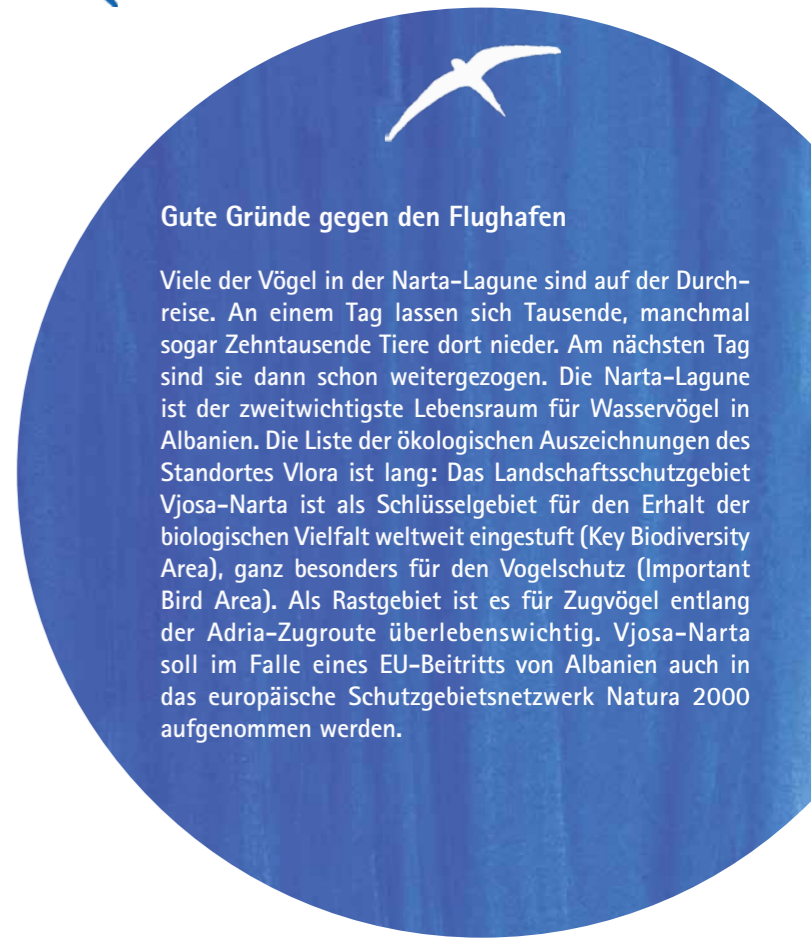 Gute Gründe gegen den Flughafen
Viele der Vögel in der Narta-Lagune sind auf der Durch-
reise. An einem Tag lassen sich Tausende, manchmal
sogar Zehntausende Tiere dort nieder. Am nächsten Tag
sind sie dann schon weitergezogen. Die Narta-Lagune
ist der zweitwichtigste Lebensraum für Wasservögel in
Albanien. Die Liste der ökologischen Auszeichnungen des
Standortes Vlora ist lang: Das Landschaftsschutzgebiet
Vjosa-Narta ist als Schlüsselgebiet für den Erhalt der
biologischen Vielfalt weltweit eingestuft (Key Biodiversity
Area), ganz besonders für den Vogelschutz (Important
Bird Area). Als Rastgebiet ist es für Zugvögel entlang
der Adria-Zugroute überlebenswichtig. Vjosa-Narta
soll im Falle eines EU-Beitritts von Albanien auch in
das europäische Schutzgebietsnetzwerk Natura 2000
aufgenommen werden.